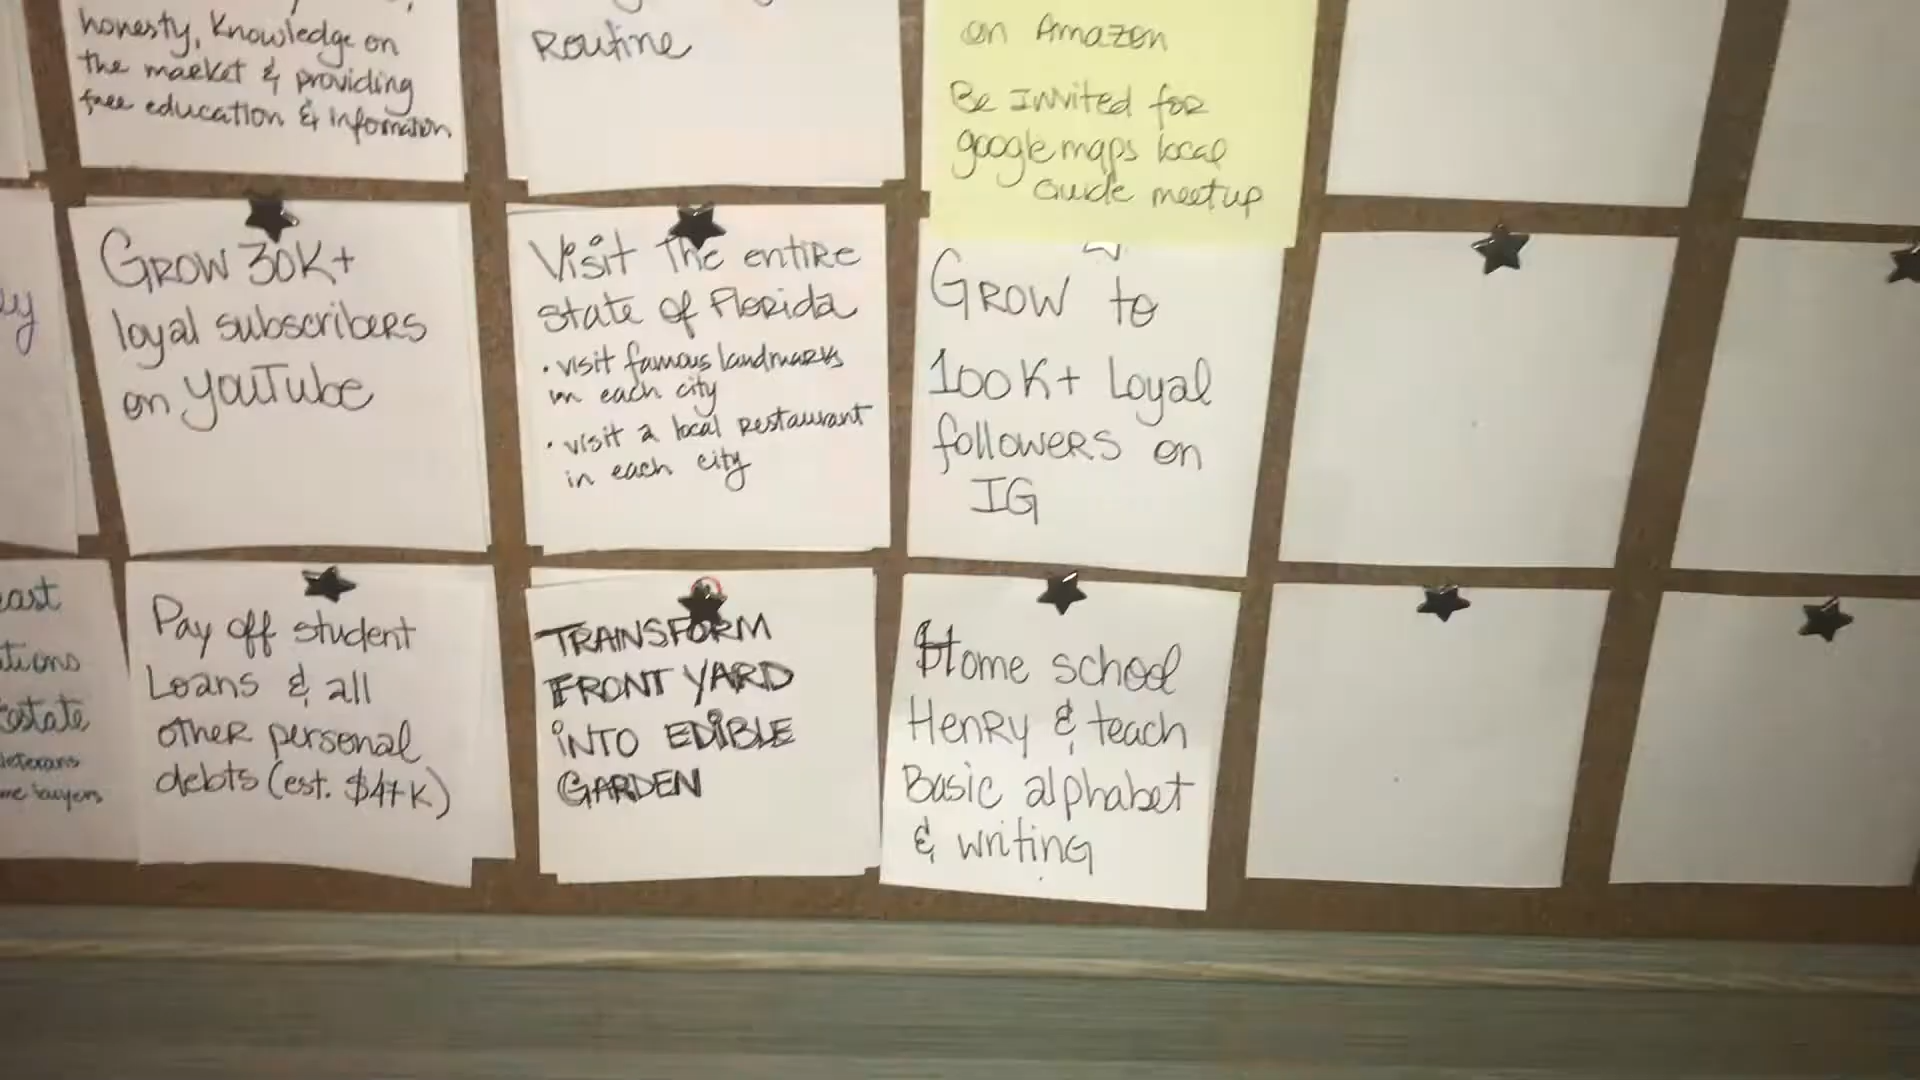 honesty, Knowledge on
the market & providing
free education & information
Routine
on Amazon
Be Invited for
google maps local
Guide meetup
GROW 30K+
loyal subscribers
on YouTube
Visit The entire
state of Florida
• visit famous landmarks
in each city
• visit a local restaurant
in each city
GROW to
100K+ Loyal
followers on
IG
Pay off student
Loans & all
other personal
debts (est. $47K)
TRANSFORM
FRONT YARD
INTO EDIBLE
GARDEN
Home school
Henry & teach
Basic alphabet
& writing
estate